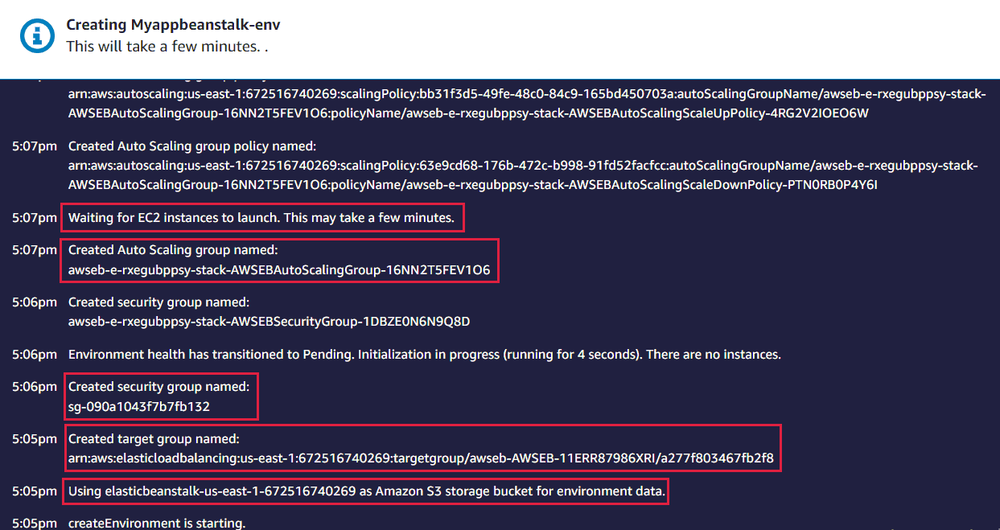 Creating Myappbeanstalk-env
This will take a few minutes. .
arn:aws:autoscaling:us-east-1:672516740269:scalingPolicy:bb31f3d5-49fe-48c0-84c9-165bd450703a:autoScalingGroupName/awseb-e-rxegubppsy-stack-
AWSEBAutoScalingGroup-16NN2T5FEV1O6:policyName/awseb-e-rxegubppsy-stack-AWSEBAutoScalingScaleUpPolicy-4RG2V2IOEO6W
5:07pm Created Auto Scaling group policy named:
arn:aws:autoscaling:us-east-1:672516740269:scalingPolicy:63e9cd68-176b-472c-b998-91fd52facfcc:autoScalingGroupName/awseb-e-rxegubppsy-stack-
AWSEBAutoScalingGroup-16NN2T5FEV1O6:policyName/awseb-e-rxegubppsy-stack-AWSEBAutoScalingScaleDownPolicy-PTN0RB0P4Y6I
5:07pm Waiting for EC2 instances to launch. This may take a few minutes.
5:07pm Created Auto Scaling group named:
awseb-e-rxegubppsy-stack-AWSEBAutoScalingGroup-16NN2T5FEV1O6
5:06pm Created security group named:
awseb-e-rxegubppsy-stack-AWSEBSecurityGroup-1DBZE0N6N9Q8D
5:06pm Environment health has transitioned to Pending. Initialization in progress (running for 4 seconds). There are no instances.
5:06pm Created security group named:
sg-090a1043f7b7fb132
5:05pm Created target group named:
arn:aws:elasticloadbalancing:us-east-1:672516740269:targetgroup/awseb-AWSEB-11ERR87986XRI/a277f803467fb2f8
5:05pm Using elasticbeanstalk-us-east-1-672516740269 as Amazon S3 storage bucket for environment data.
5:05pm createEnvironment is starting.